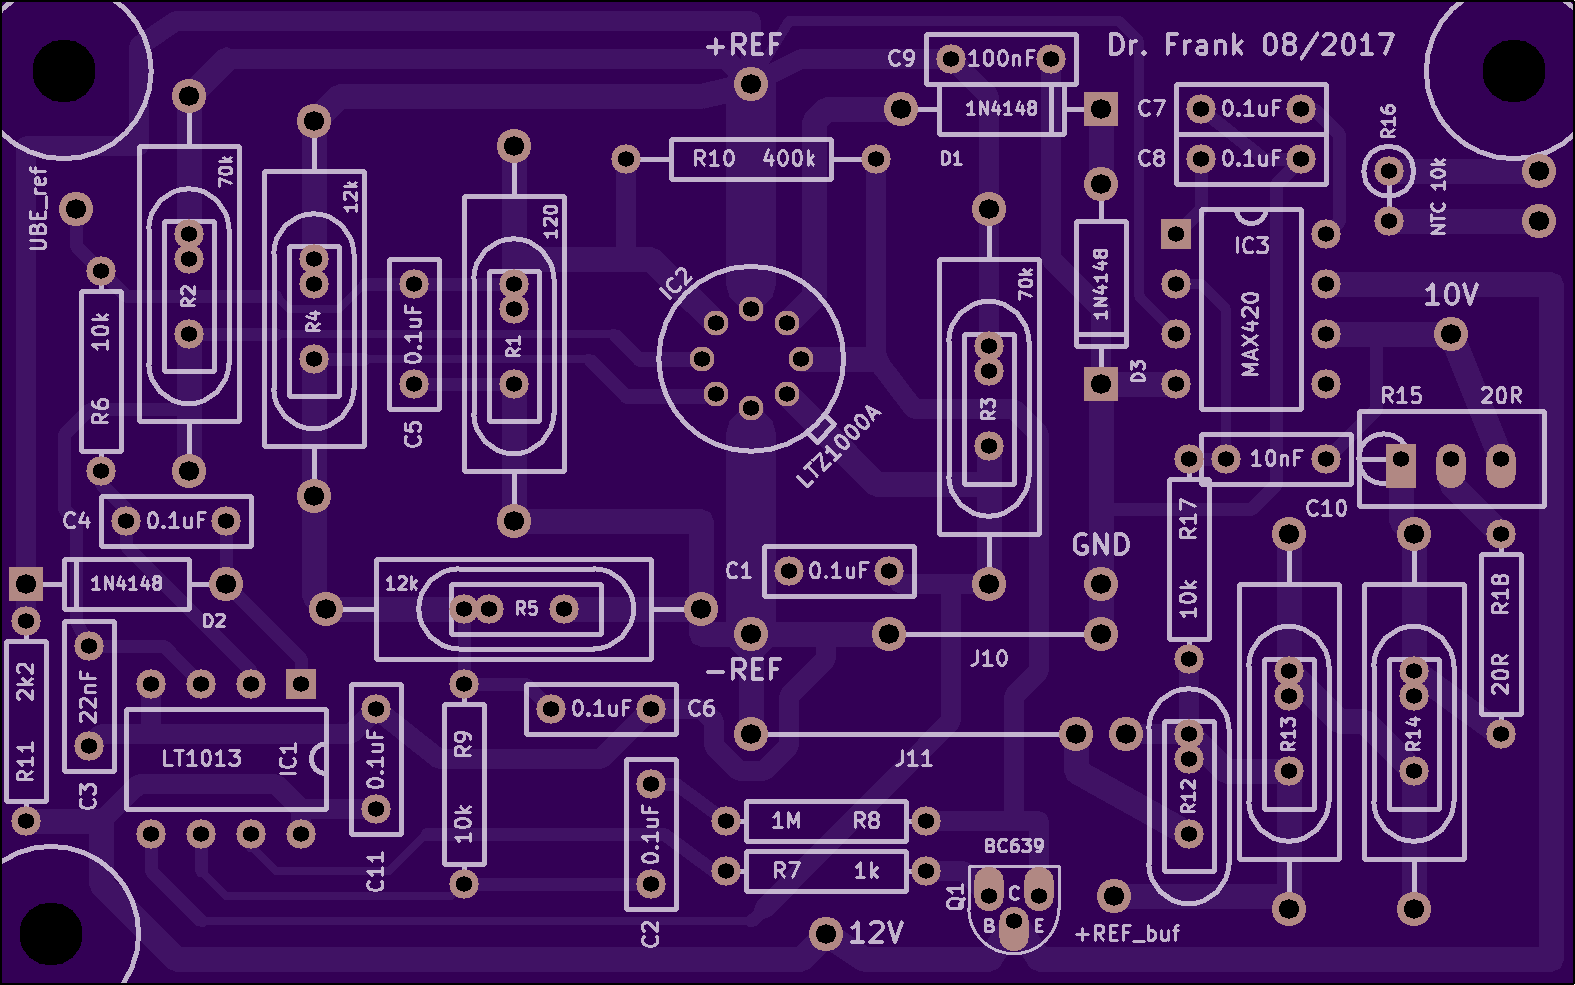 +REF
Dr. Frank 08/2017
C9
100nF
1N4148
D1
C7
0.1uF
C8
0.1uF
R16
NTC 10k
UBE_ref
70k
R2
12k
R4
120
R1
R10
400k
IC2
LTZ1000A
70k
R3
1N4148
D3
IC3
MAX420
10V
R15
20R
10k
R6
0.1uF
C5
C4
0.1uF
1N4148
D2
10nF
C10
R17
10k
GND
C1
0.1uF
12k
R5
-REF
J10
J11
R18
20R
2k2
R11
22nF
C3
LT1013
IC1
0.1uF
C11
R9
10k
0.1uF
C6
0.1uF
C2
1M
R8
R7
1k
BC639
Q1
C
B
E
12V
+REF_buf
R12
R13
R14